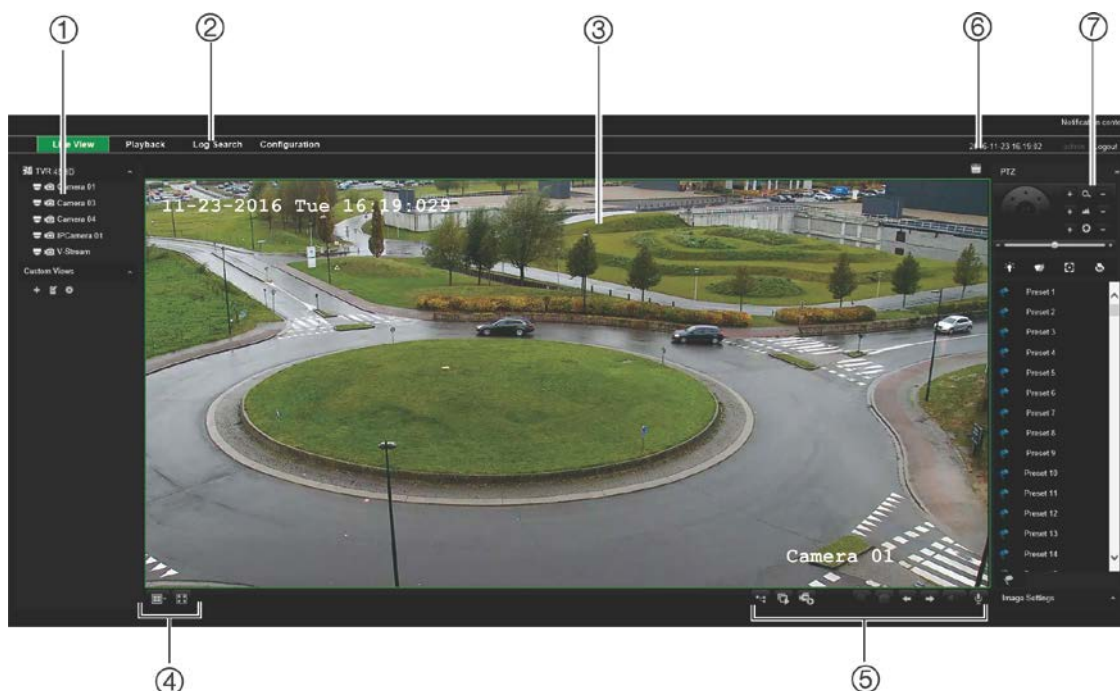 ① ② ③ ⑥ ⑦
Notification cente
Live View Playback Log Search Configuration
2016-11-23 16:19:02 admin Logout
TVR 45HD
Camera 01
Camera 03
Camera 04
IPCamera 01
V-Stream
Custom Views
11-23-2016 Tue 16:19:029
Camera 01
PTZ
Preset 1
Preset 2
Preset 3
Preset 4
Preset 5
Preset 6
Preset 7
Preset 8
Preset 9
Preset 10
Preset 11
Preset 12
Preset 13
Preset 14
Image Settings
④ ⑤